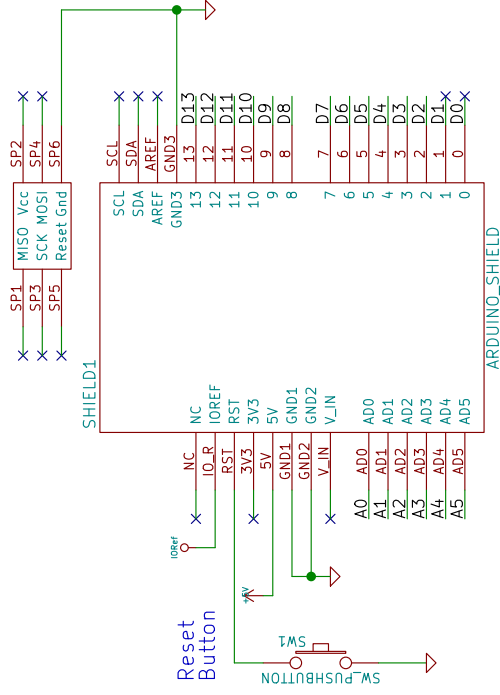 SP2
SP4
SP6
MISO Vcc
SCK MOSI
Reset Gnd
SP1
SP3
SP5
SCL
SDA
AREF
GND3
13
12
11
10
9
8
7
6
5
4
3
2
1
0
D13
D12
D11
D10
D9
D8
D7
D6
D5
D4
D3
D2
D1
D0
SCL
SDA
AREF
GND3
13
12
11
10
9
8
7
6
5
4
3
2
1
0
SHIELD1
ARDUINO_SHIELD
NC
IOREF
RST
3V3
5V
GND1
GND2
V_IN
AD0
AD1
AD2
AD3
AD4
AD5
NC
IO_R
RST
3V3
5V
GND1
GND2
V_IN
AD0
AD1
AD2
AD3
AD4
AD5
A0
A1
A2
A3
A4
A5
IORef
+5V
Reset
Button
SW1
SW_PUSHBUTTON